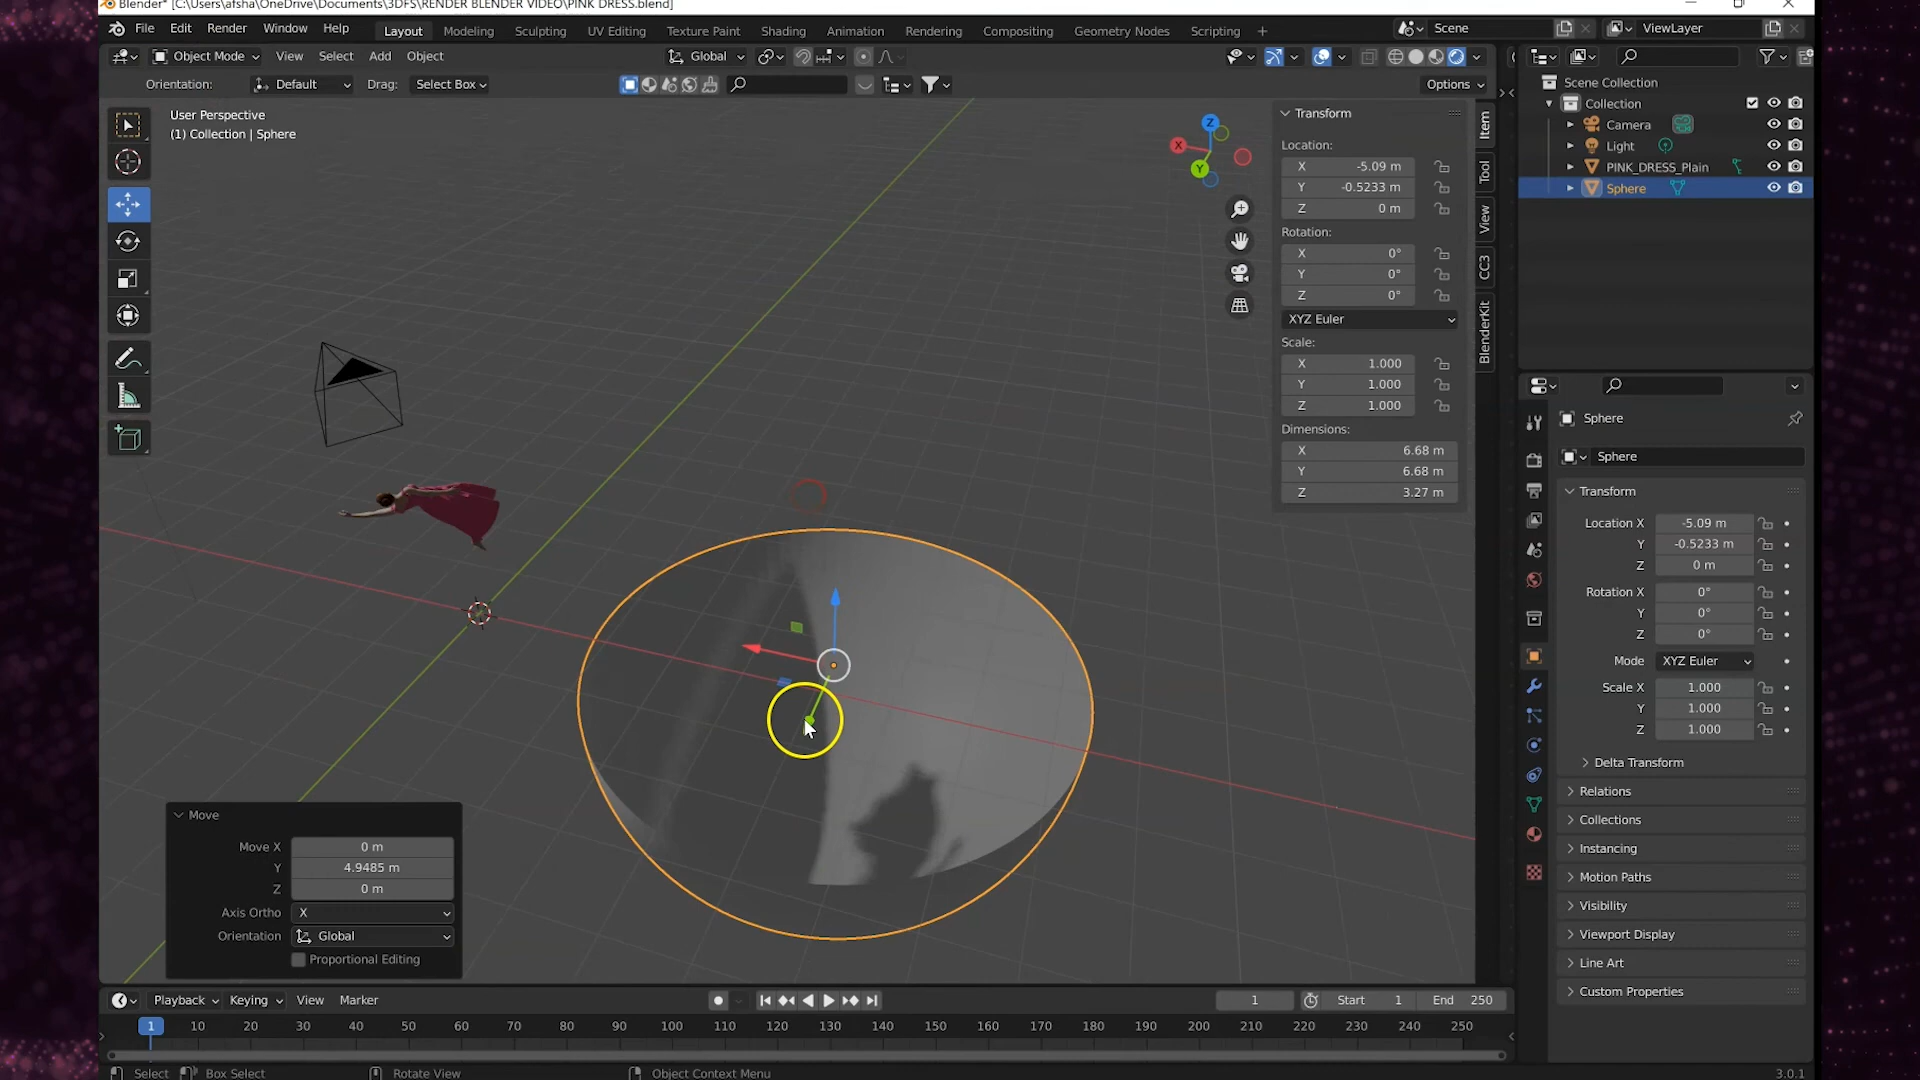 Blender* [C:\Users\afsha\OneDrive\Documents\3DFS\RENDER BLENDER VIDEO\PINK DRESS.blend]
File Edit Render Window Help Layout Modeling Sculpting UV Editing Texture Paint Shading Animation Rendering Compositing Geometry Nodes Scripting + Scene ViewLayer
Object Mode View Select Add Object Global
Orientation: Default Drag: Select Box Options
User Perspective
(1) Collection | Sphere
Z
X
Y
Transform
Location:
X -5.09 m
Y -0.5233 m
Z 0 m
Rotation:
X 0°
Y 0°
Z 0°
XYZ Euler
Scale:
X 1.000
Y 1.000
Z 1.000
Dimensions:
X 6.68 m
Y 6.68 m
Z 3.27 m
Item
Tool
View
CC3
BlenderKit
Scene Collection
Collection
Camera
Light
PINK_DRESS_Plain
Sphere
Sphere
Sphere
Transform
Location X -5.09 m
Y -0.5233 m
Z 0 m
Rotation X 0°
Y 0°
Z 0°
Mode XYZ Euler
Scale X 1.000
Y 1.000
Z 1.000
Delta Transform
Relations
Collections
Instancing
Motion Paths
Visibility
Viewport Display
Line Art
Custom Properties
Move
Move X 0 m
Y 4.9485 m
Z 0 m
Axis Ortho X
Orientation Global
Proportional Editing
Playback Keying View Marker 1 Start 1 End 250
1 10 20 30 40 50 60 70 80 90 100 110 120 130 140 150 160 170 180 190 200 210 220 230 240 250
Select Box Select Rotate View Object Context Menu 3.0.1